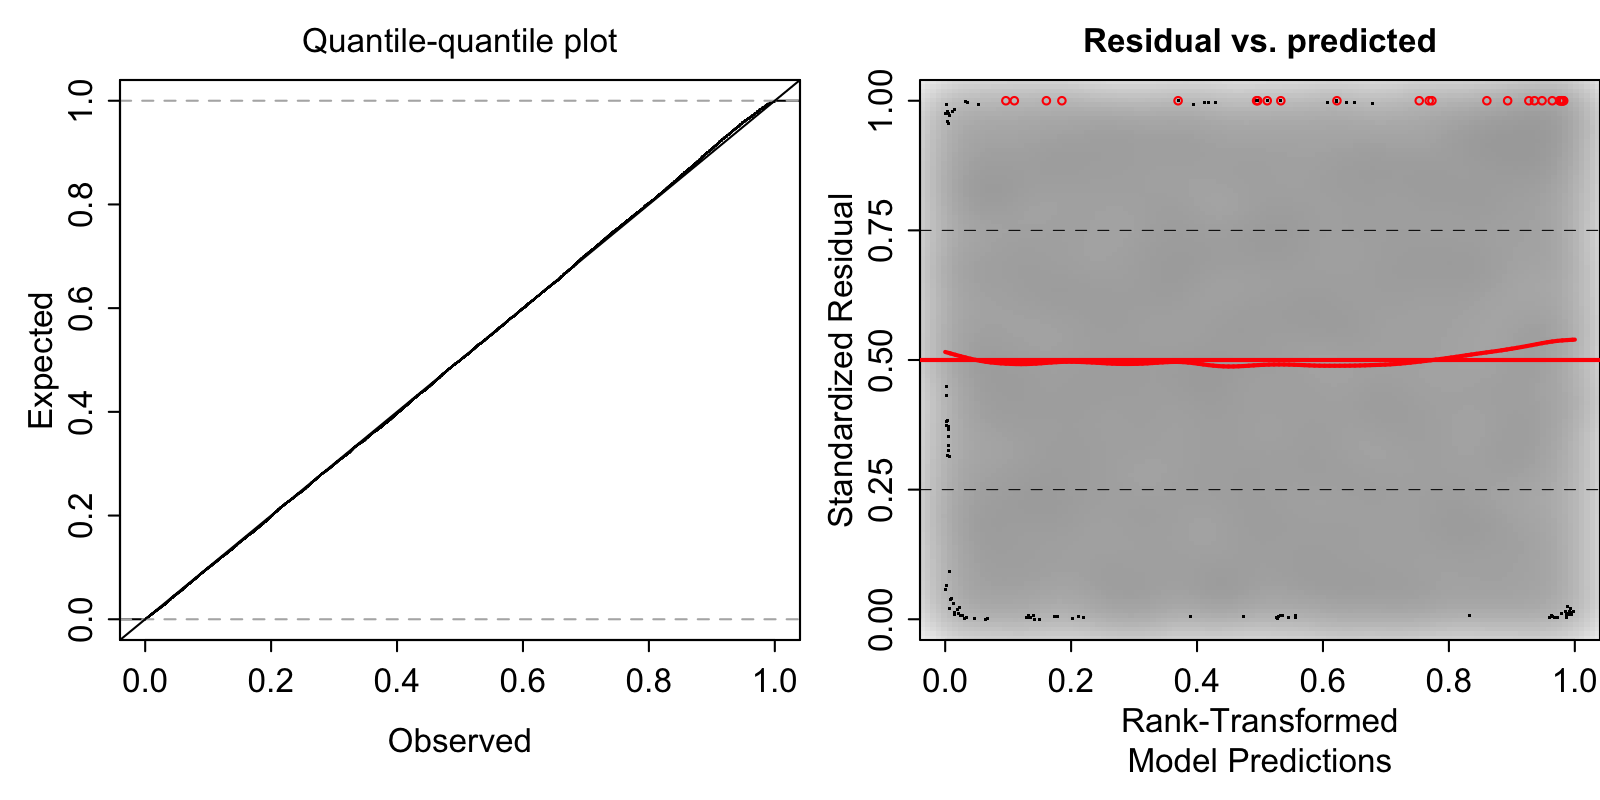 Quantile-quantile plot
Expected
0.0 0.2 0.4 0.6 0.8 1.0
0.0 0.2 0.4 0.6 0.8 1.0
Observed
Residual vs. predicted
Standardized Residual
0.00 0.25 0.50 0.75 1.00
0.0 0.2 0.4 0.6 0.8 1.0
Rank-Transformed
Model Predictions